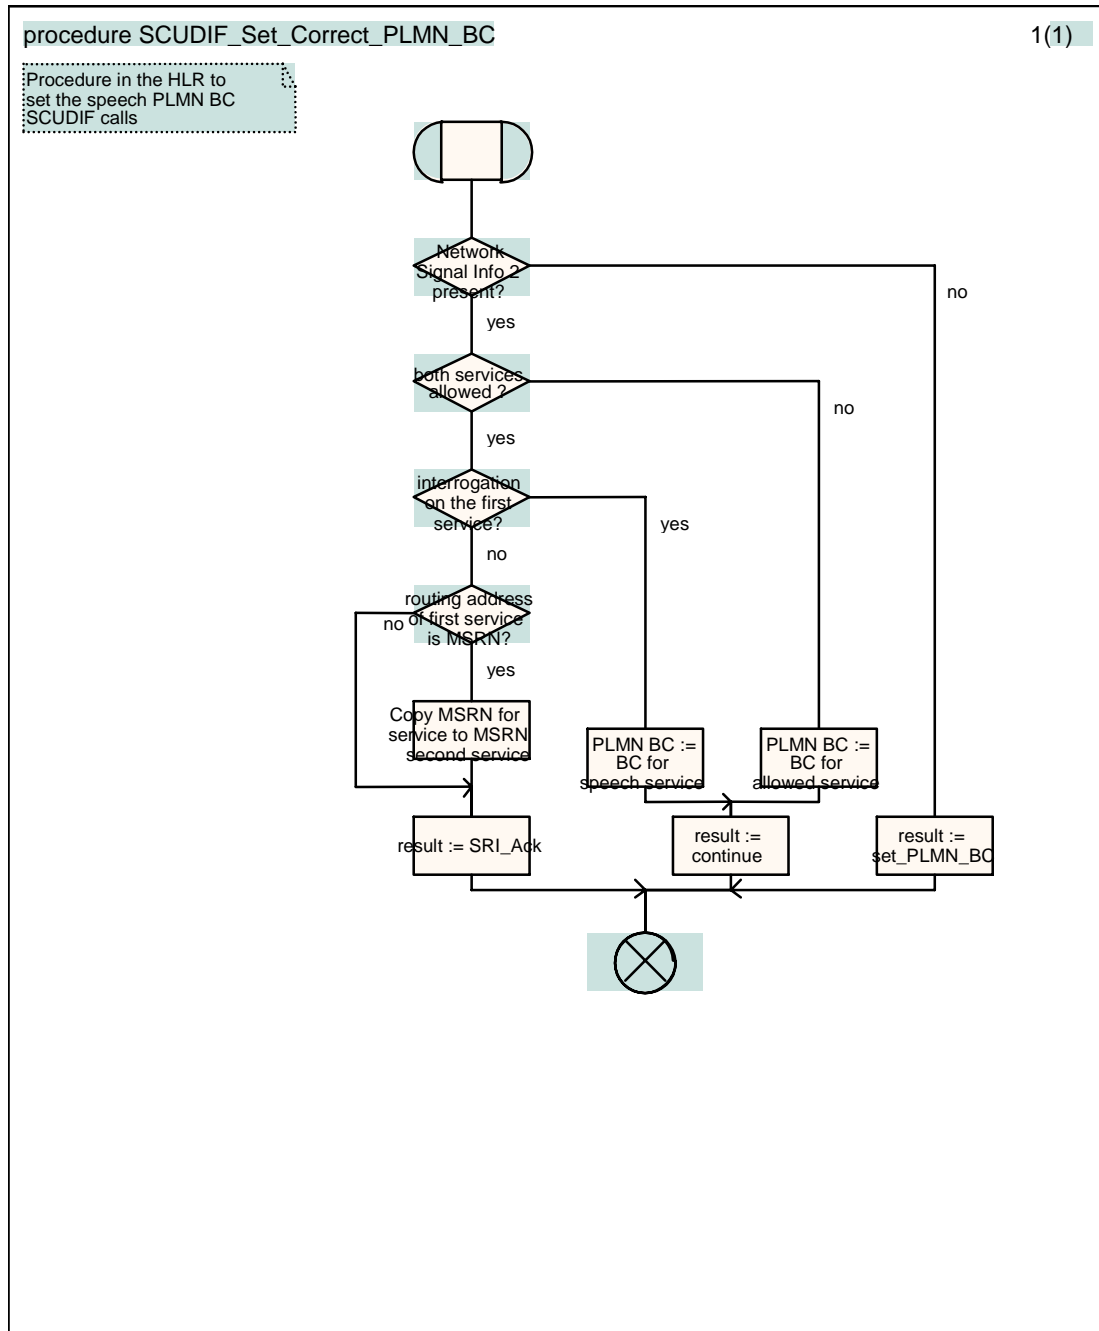 procedure SCUDIF_Set_Correct_PLMN_BC
1(1)
Procedure in the HLR to
set the speech PLMN BC
SCUDIF calls
Network
Signal Info 2
present?
no
yes
both services
allowed ?
no
yes
interrogation
on the first
service?
yes
no
routing address
of first service
is MSRN?
no
yes
Copy MSRN for
service to MSRN
second service
PLMN BC :=
BC for
speech service
PLMN BC :=
BC for
allowed service
result := SRI_Ack
result :=
continue
result :=
set_PLMN_BC